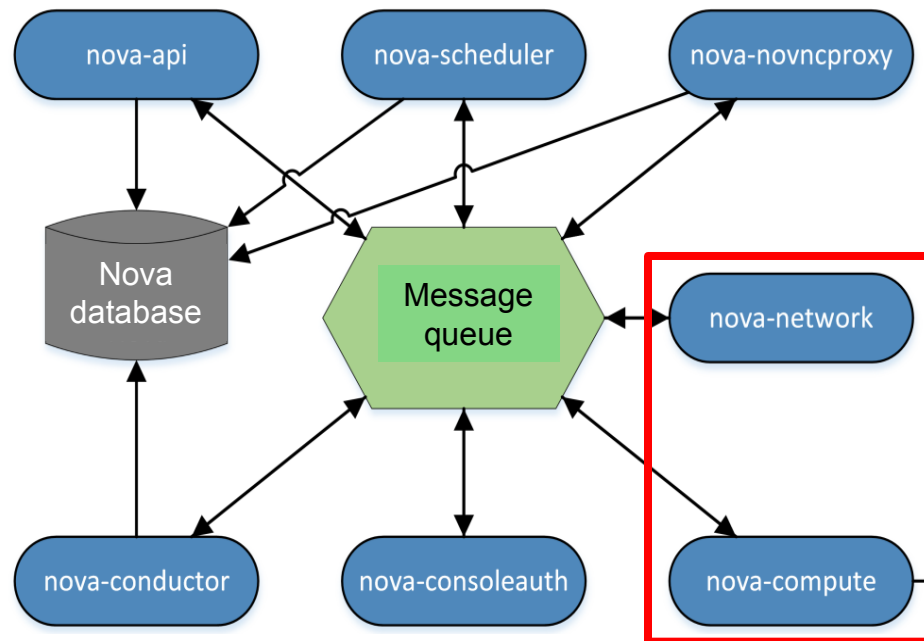 nova-api
nova-scheduler
nova-novncproxy
Nova
database
Message
queue
nova-network
nova-conductor
nova-consoleauth
nova-compute